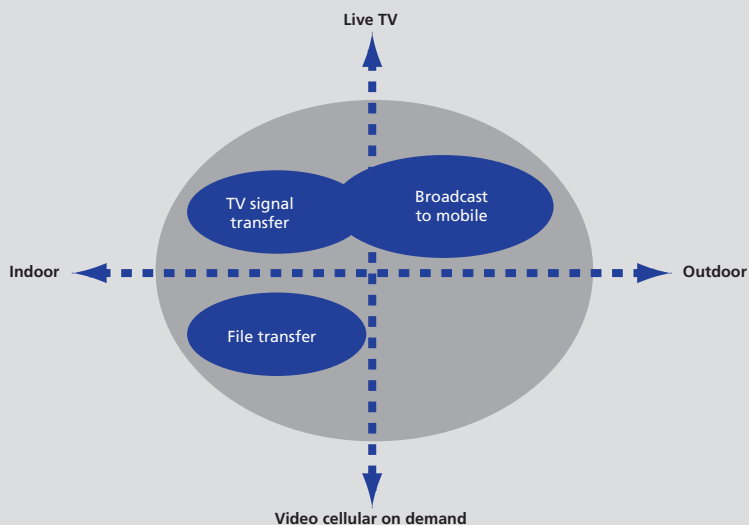 Live TV
TV signal
transfer
Broadcast
to mobile
Indoor
Outdoor
File transfer
Video cellular on demand